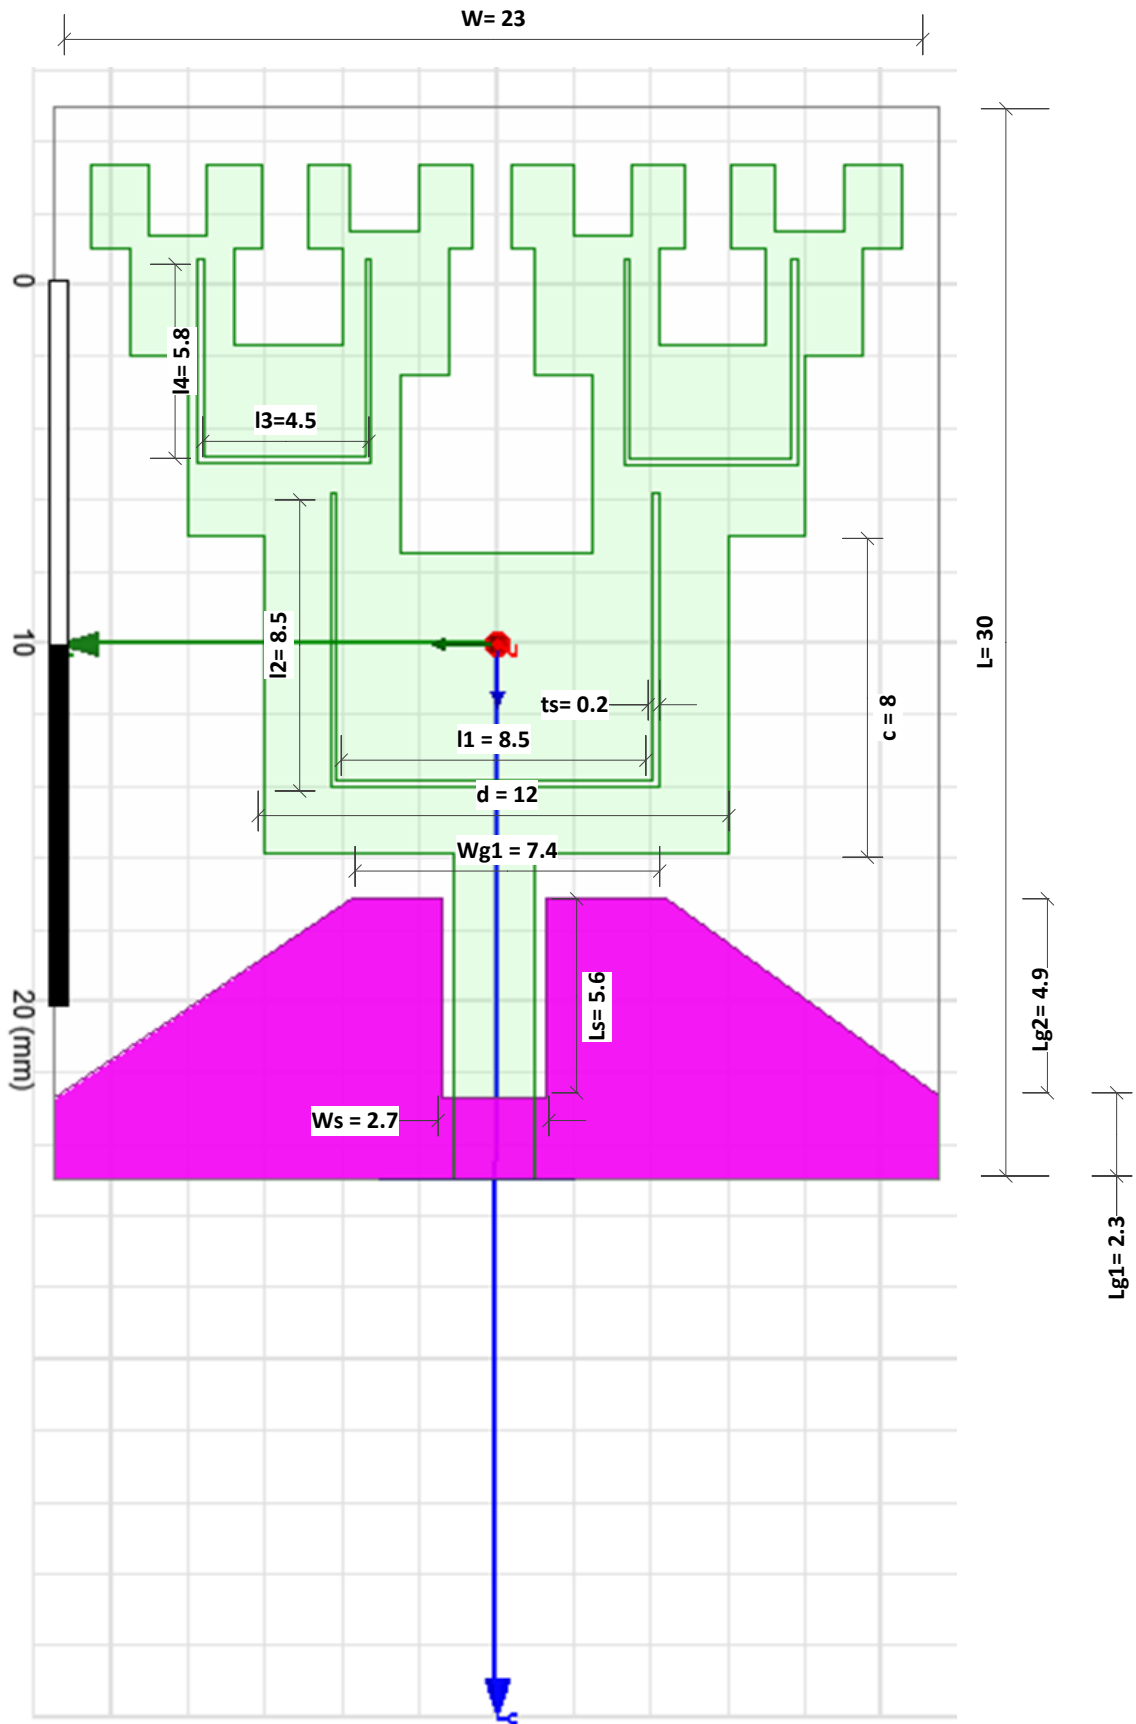 W= 23
0
l4= 5.8
l3=4.5
10
l2= 8.5
L= 30
ts= 0.2
c = 8
l1 = 8.5
d = 12
Wg1 = 7.4
20 (mm)
Ls= 5.6
Lg2= 4.9
Ws = 2.7
Lg1= 2.3